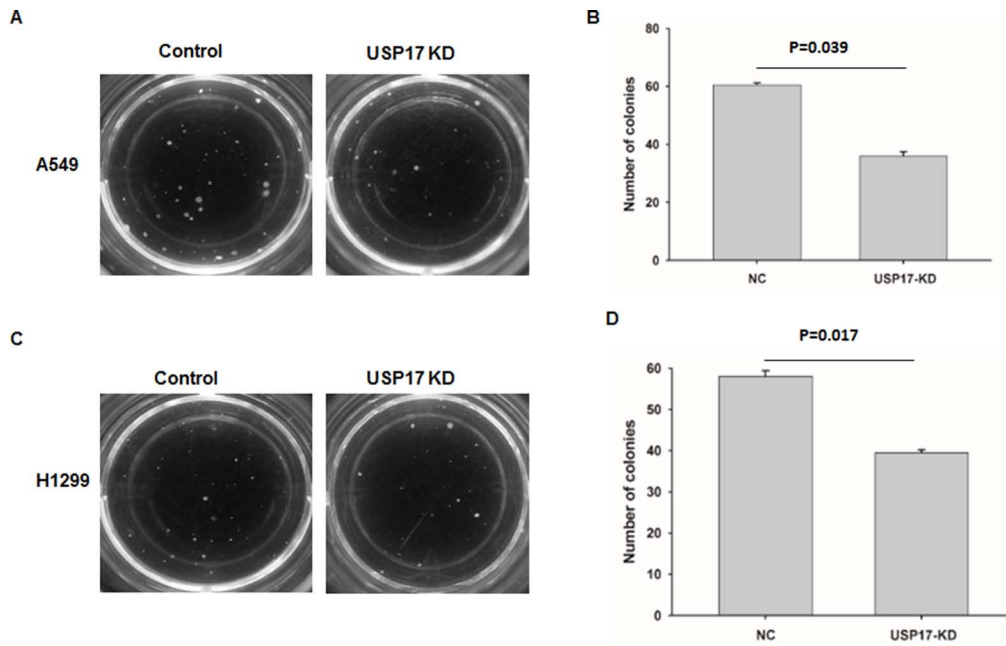 A
Control
USP17 KD
A549
B
P=0.039
Number of colonies
80
60
40
20
0
NC
USP17-KD
C
Control
USP17 KD
H1299
D
P=0.017
Number of colonies
60
50
40
30
20
10
0
NC
USP17-KD